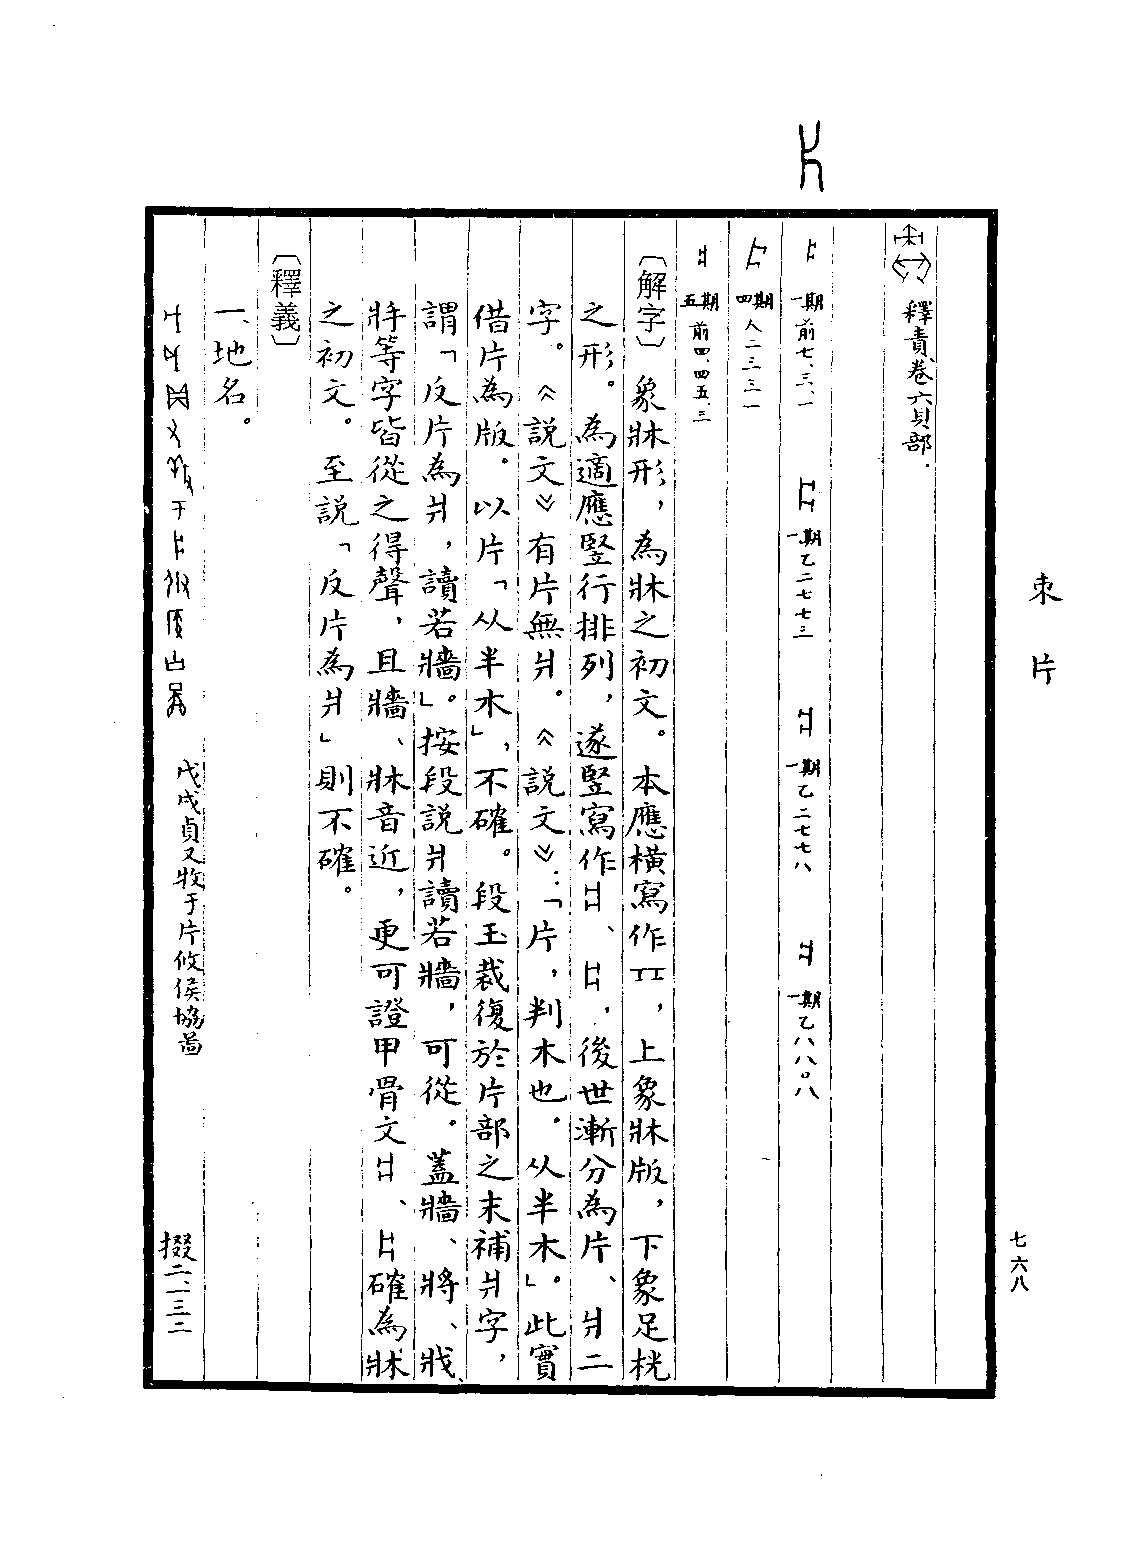 束 片
七六八
釋責卷六貝部.
一期前七、三、一 一期乙二七七三 一期乙二七七八 一期乙八八〇八
四期人二三三一
五期前四、四五、三
〔解字〕象牀形，為牀之初文。本應橫寫作，上象牀版，下象足桄
之形。為適應豎行排列，遂豎寫作、，後世漸分為片、爿二
字。《說文》有片無爿。《說文》：「片，判木也。从半木」。此實
借片為版。以片「从半木」，不確。段玉裁復於片部之末補爿字，
謂「反片為爿，讀若牆」。按段說爿讀若牆，可從。蓋牆、將、戕、
牂等字皆從之得聲，且牆、牀音近，更可證甲骨文、確為牀
之初文。至說「反片為爿」則不確。
〔釋義〕
一、地名。
戊戌貞又牧于片攸侯協啚 掇二、一三二